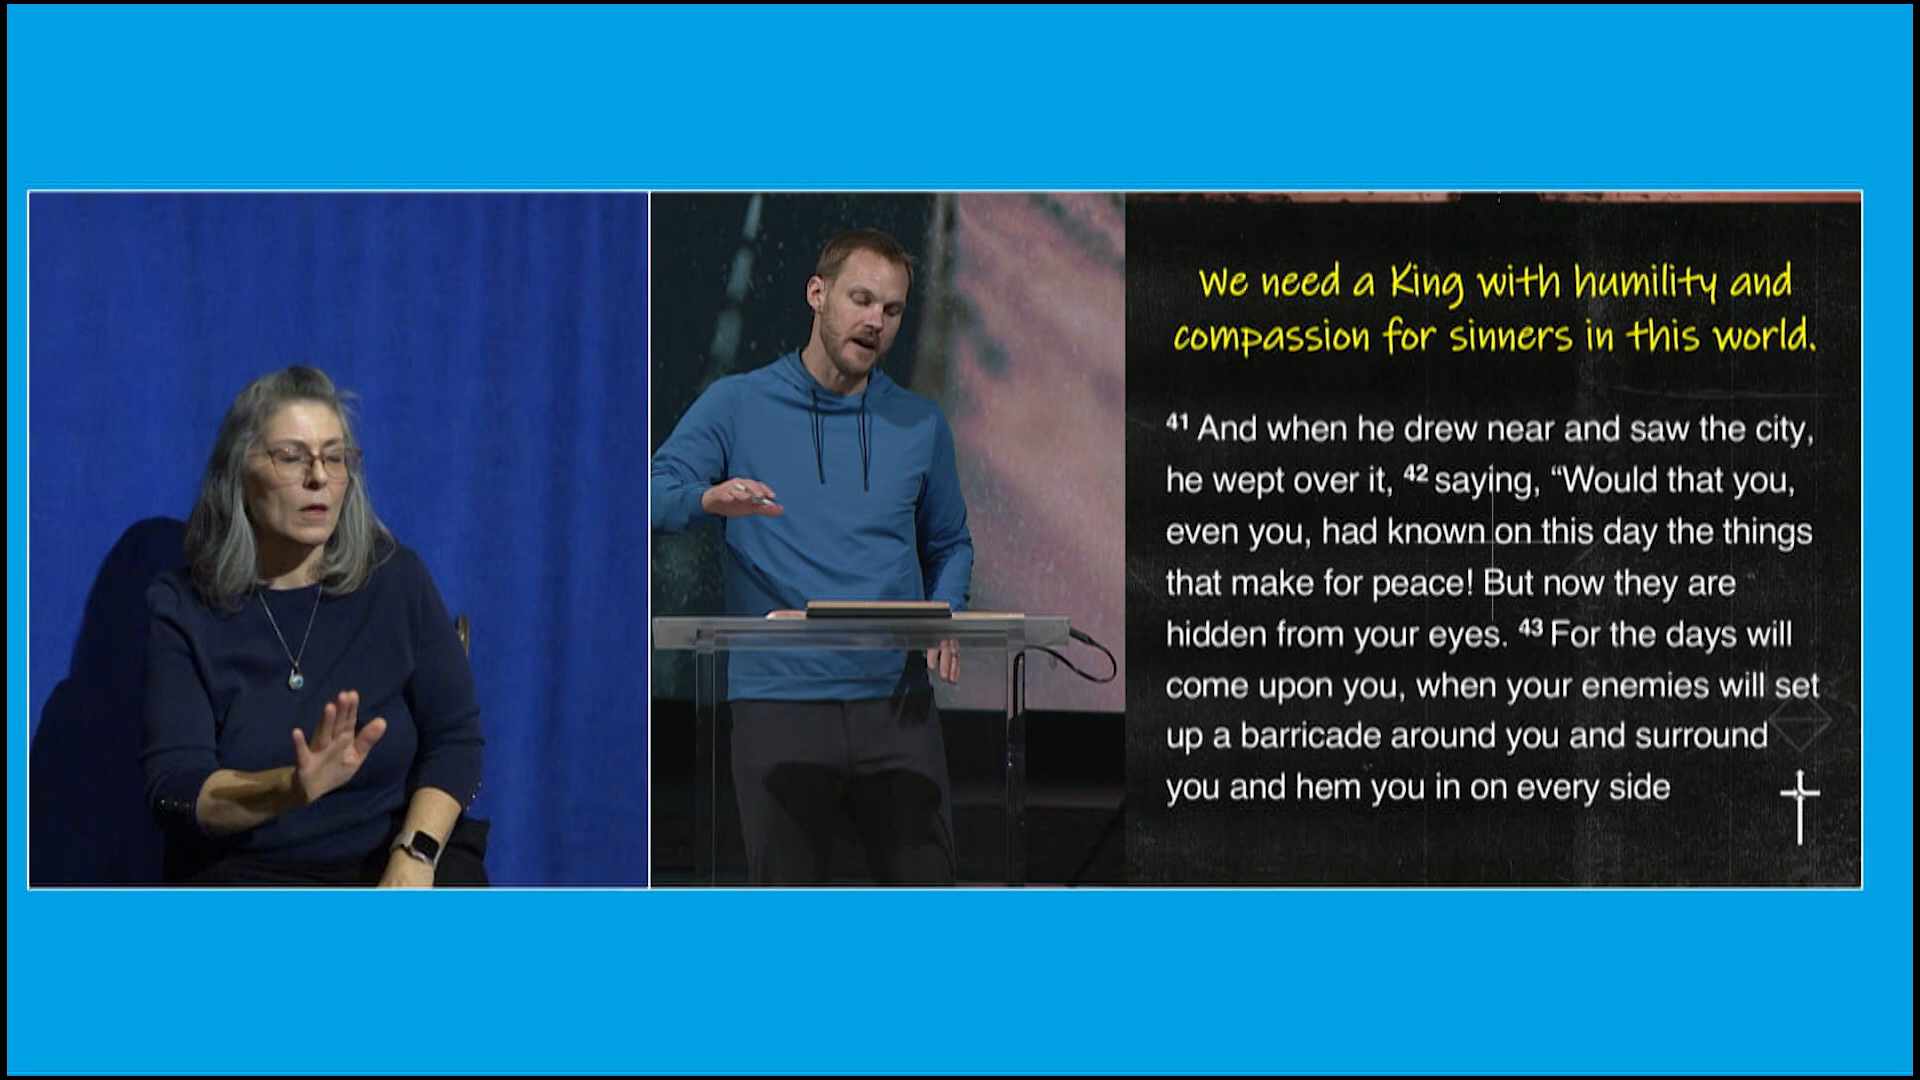 We need a King with humility and
compassion for sinners in this world.
41 And when he drew near and saw the city,
he wept over it, 42 saying, “Would that you,
even you, had known on this day the things
that make for peace! But now they are
hidden from your eyes. 43 For the days will
come upon you, when your enemies will set
up a barricade around you and surround
you and hem you in on every side